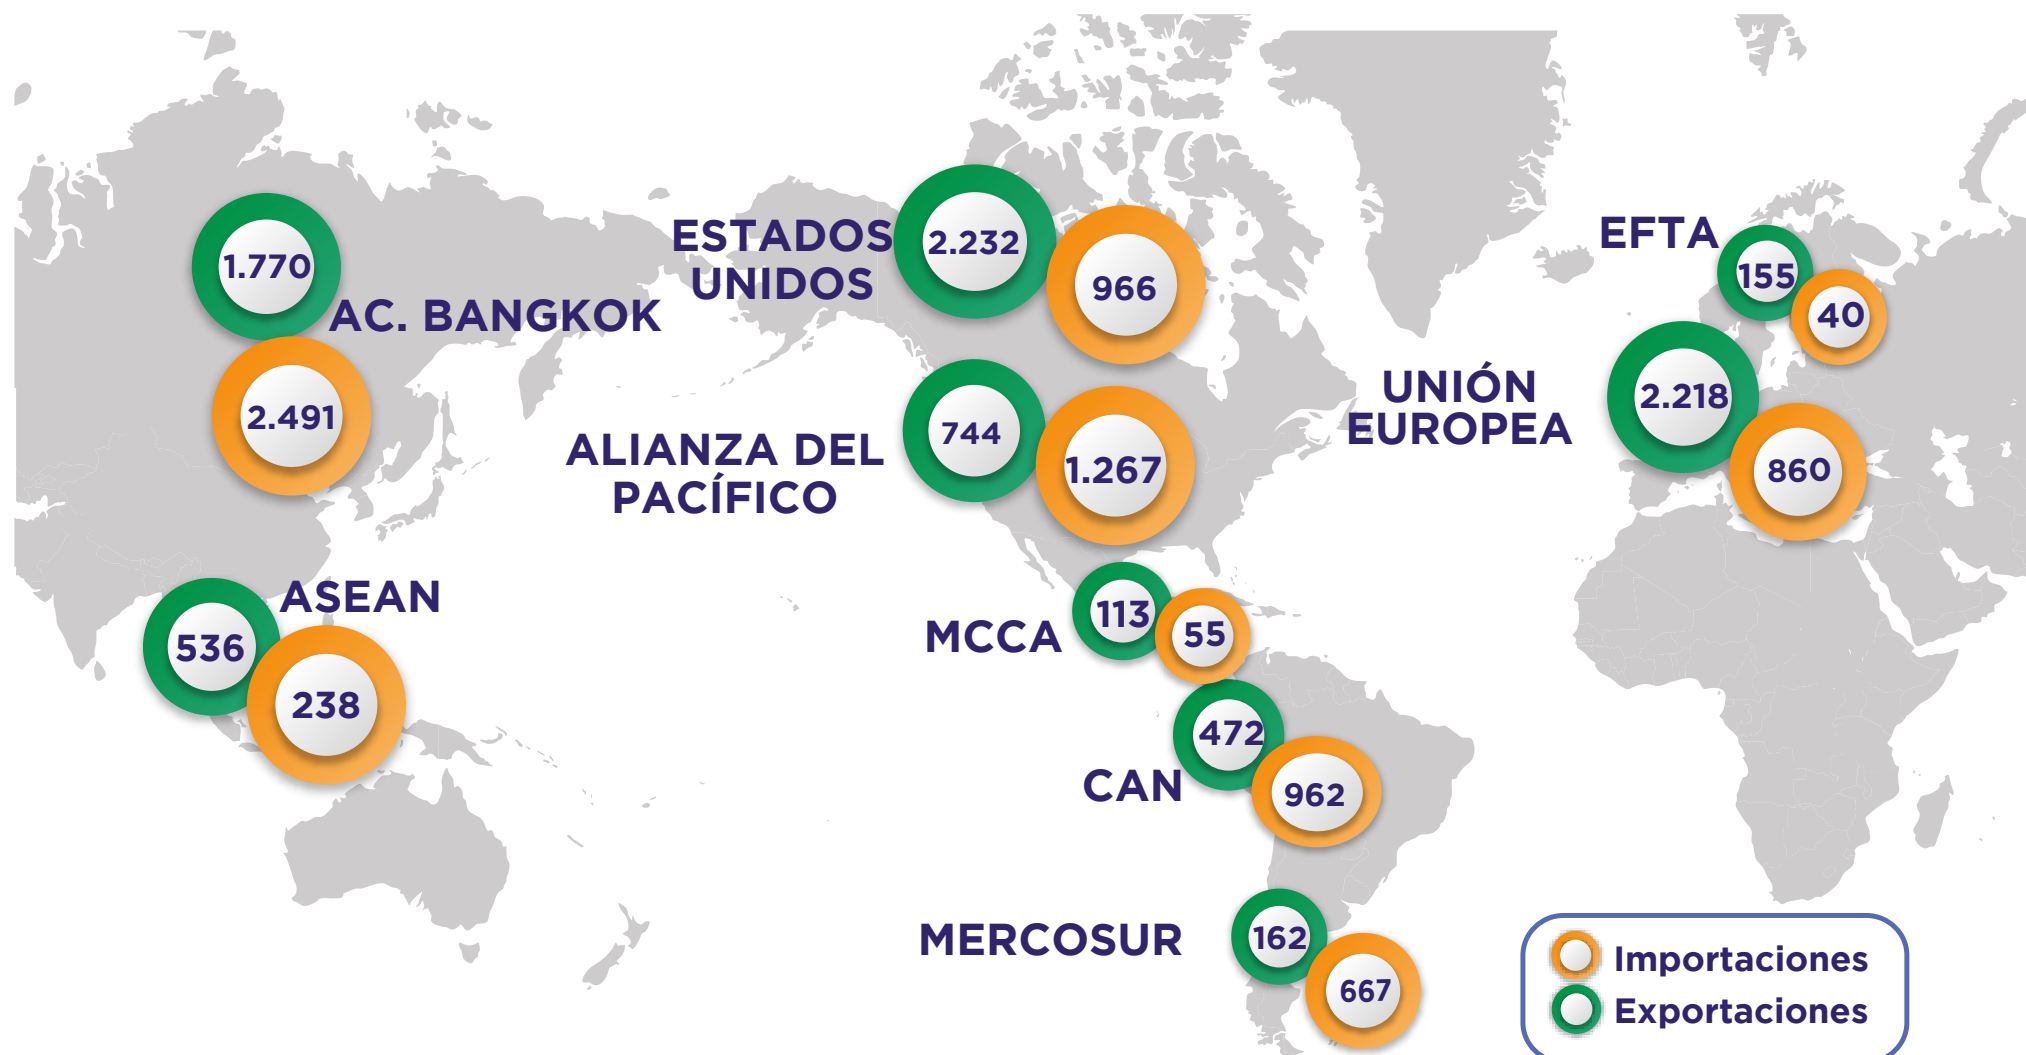 1.770
AC. BANGKOK
2.491
ASEAN
536
238
ESTADOS
UNIDOS
2.232
966
ALIANZA DEL
PACÍFICO
744
1.267
MCCA
113
55
CAN
472
962
MERCOSUR
162
667
EFTA
155
40
UNIÓN
EUROPEA
2.218
860
Importaciones
Exportaciones